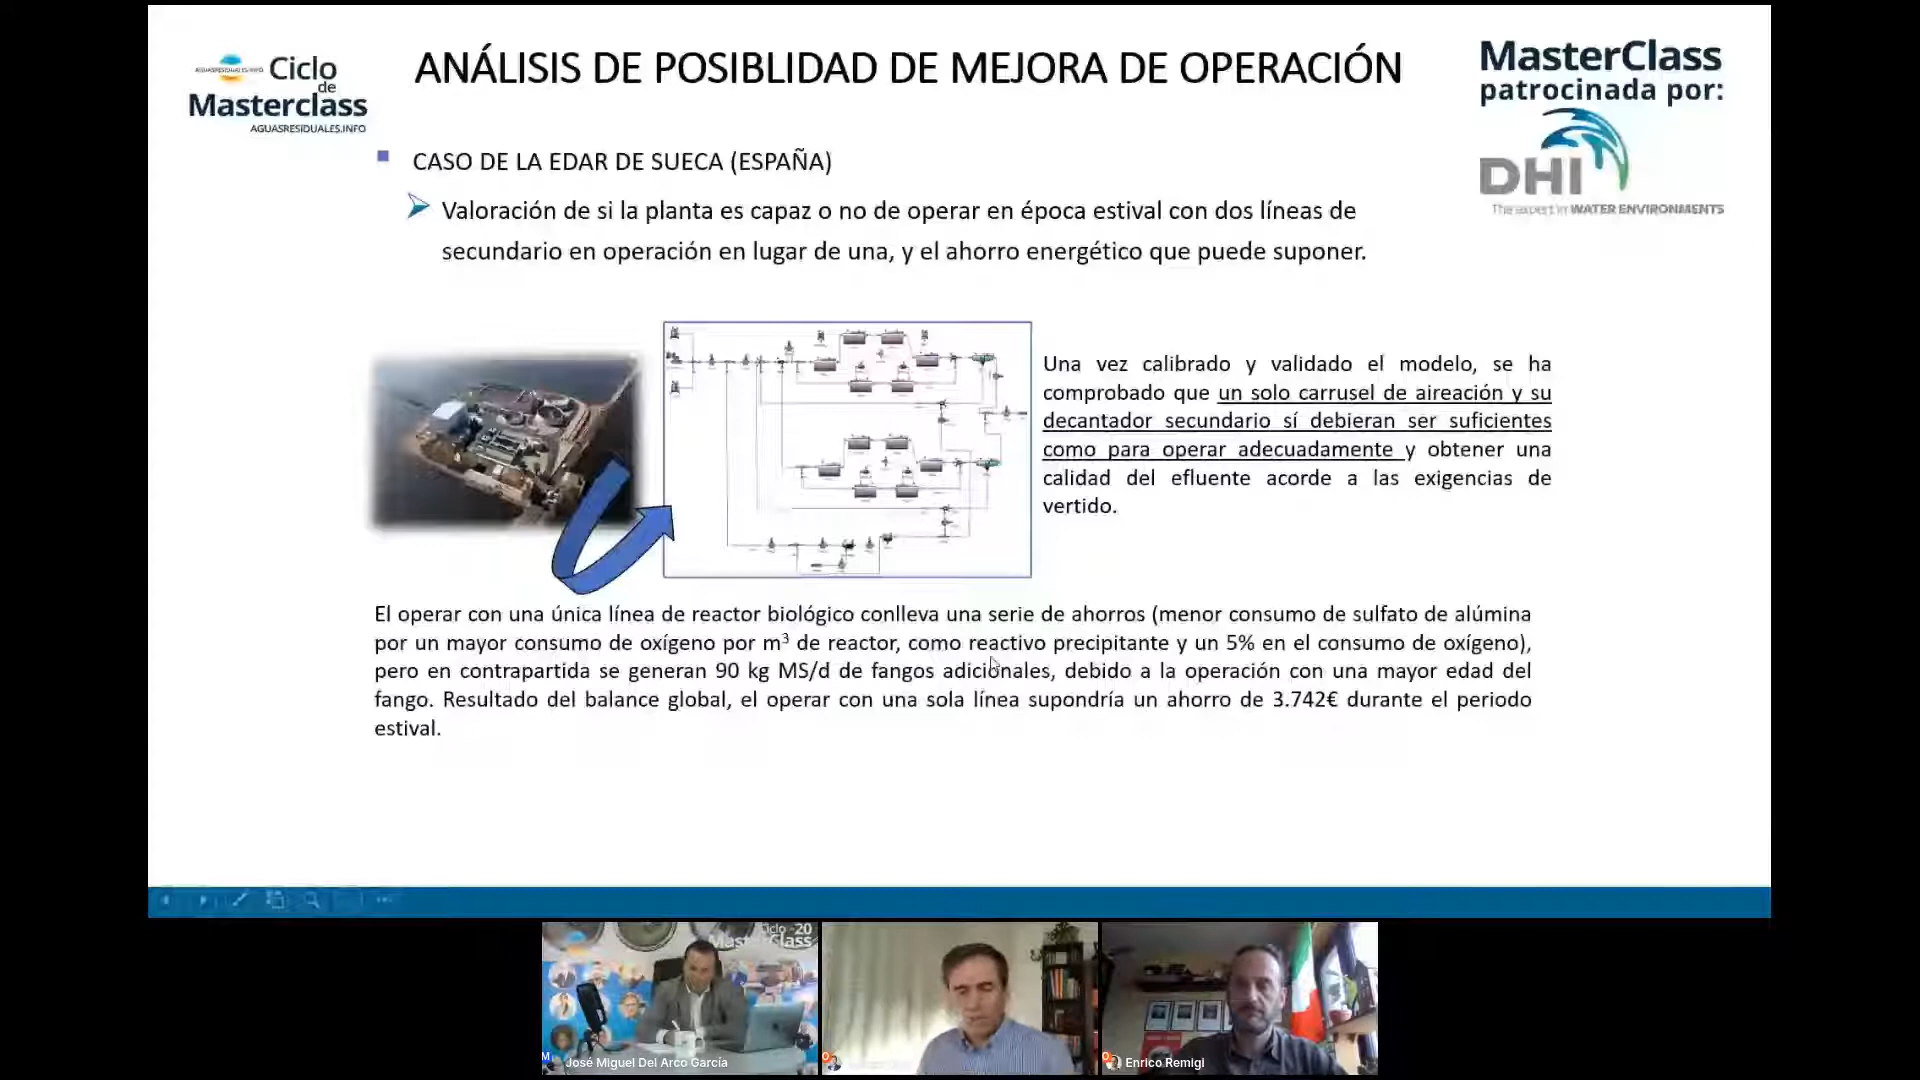 AGUASRESIDUALES.INFO
Ciclo
de
Masterclass
AGUASRESIDUALES.INFO
ANÁLISIS DE POSIBLIDAD DE MEJORA DE OPERACIÓN
MasterClass
patrocinada por:
DHI
The expert in WATER ENVIRONMENTS
CASO DE LA EDAR DE SUECA (ESPAÑA)
Valoración de si la planta es capaz o no de operar en época estival con dos líneas de
secundario en operación en lugar de una, y el ahorro energético que puede suponer.
Una vez calibrado y validado el modelo, se ha
comprobado que un solo carrusel de aireación y su
decantador secundario sí debieran ser suficientes
como para operar adecuadamente y obtener una
calidad del efluente acorde a las exigencias de
vertido.
El operar con una única línea de reactor biológico conlleva una serie de ahorros (menor consumo de sulfato de alúmina
por un mayor consumo de oxígeno por m³ de reactor, como reactivo precipitante y un 5% en el consumo de oxígeno),
pero en contrapartida se generan 90 kg MS/d de fangos adicionales, debido a la operación con una mayor edad del
fango. Resultado del balance global, el operar con una sola línea supondría un ahorro de 3.742€ durante el periodo
estival.
Ciclo -20
MasterClass
José Miguel Del Arco García
Enrico Remigi